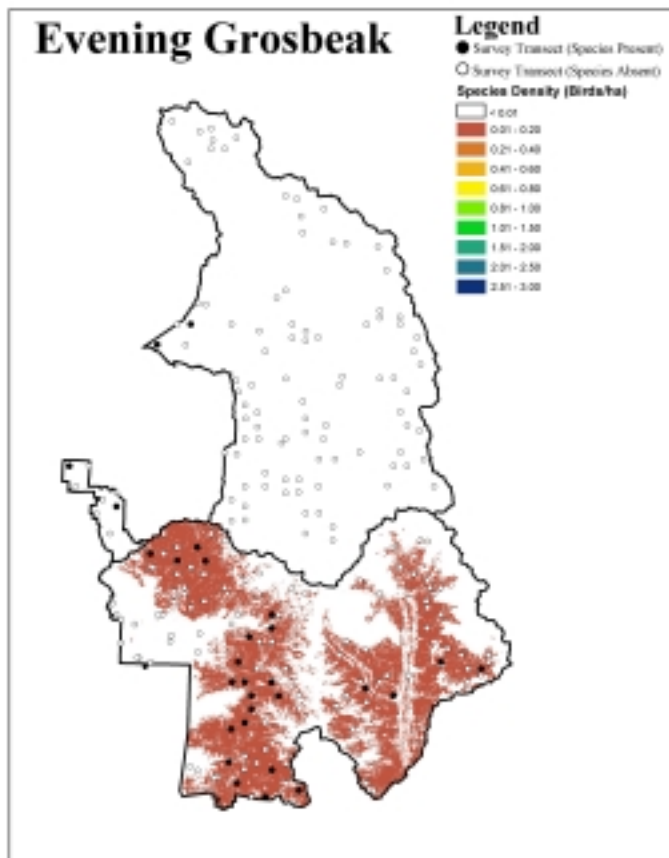 Evening Grosbeak
Legend
Survey Transect (Species Present)
Survey Transect (Species Absent)
Species Density (Birds/ha)
< 0.01
0.01 - 0.20
0.21 - 0.40
0.41 - 0.60
0.61 - 0.80
0.81 - 1.00
1.01 - 1.50
1.51 - 2.00
2.01 - 2.50
2.51 - 3.00